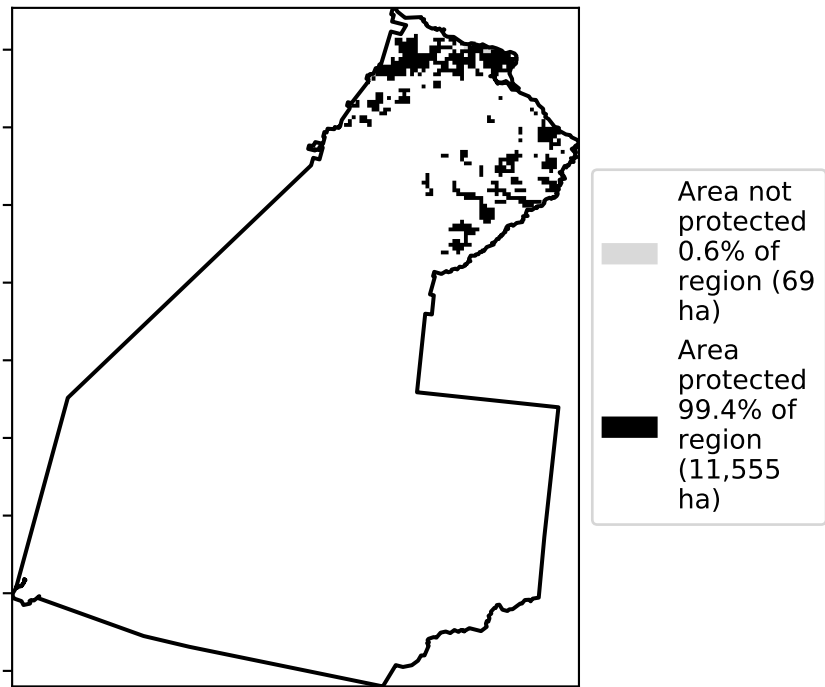 Area not
protected
0.6% of
region (69
ha)
Area
protected
99.4% of
region
(11,555
ha)